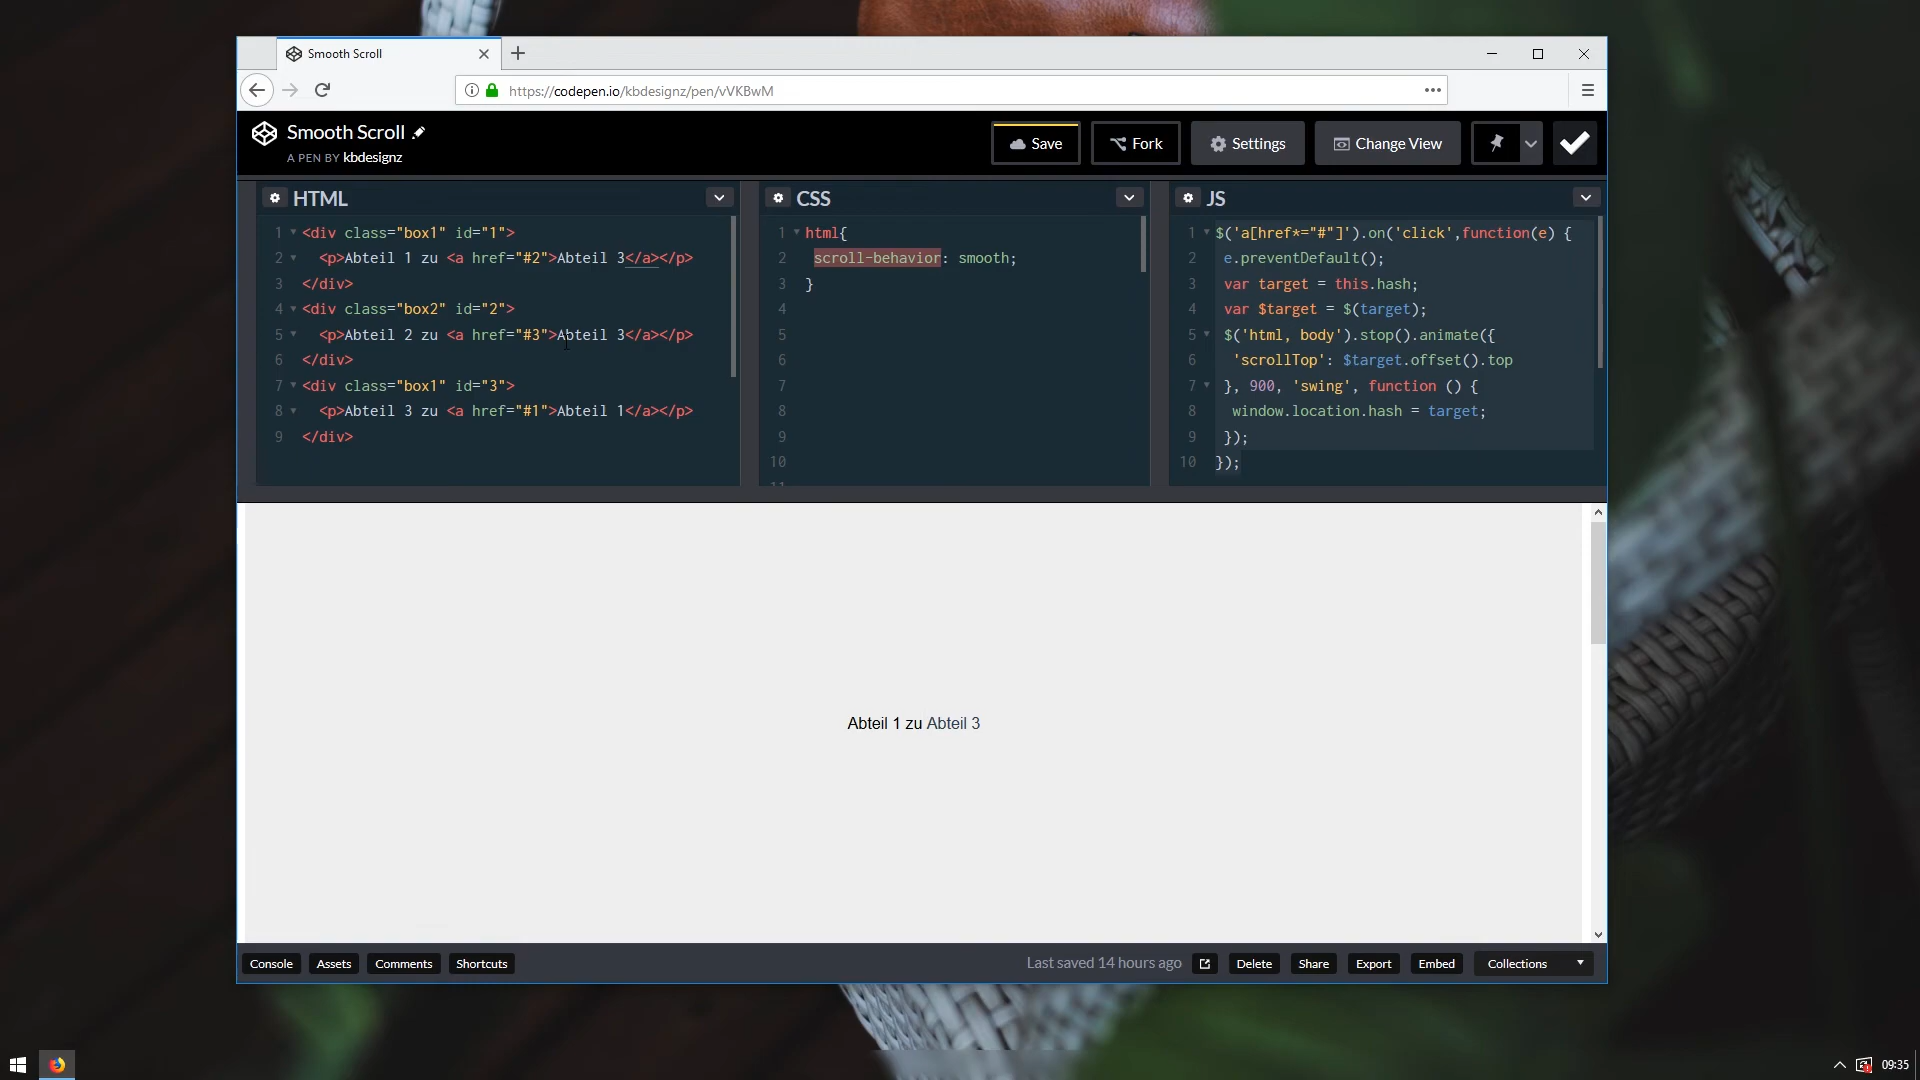 Smooth Scroll
https://codepen.io/kbdesignz/pen/vVKBwM
Smooth Scroll
A PEN BY kbdesignz
Save
Fork
Settings
Change View
HTML
1 <div class="box1" id="1">
2 <p>Abteil 1 zu <a href="#2">Abteil 3</a></p>
3 </div>
4 <div class="box2" id="2">
5 <p>Abteil 2 zu <a href="#3">Abteil 3</a></p>
6 </div>
7 <div class="box1" id="3">
8 <p>Abteil 3 zu <a href="#1">Abteil 1</a></p>
9 </div>
CSS
1 html{
2 scroll-behavior: smooth;
3 }
4
5
6
7
8
9
10
11
JS
1 $('a[href*="#"]').on('click',function(e) {
2 e.preventDefault();
3 var target = this.hash;
4 var $target = $(target);
5 $('html, body').stop().animate({
6 'scrollTop': $target.offset().top
7 }, 900, 'swing', function () {
8 window.location.hash = target;
9 });
10 });
Abteil 1 zu Abteil 3
Console
Assets
Comments
Shortcuts
Last saved 14 hours ago
Delete
Share
Export
Embed
Collections
09:35